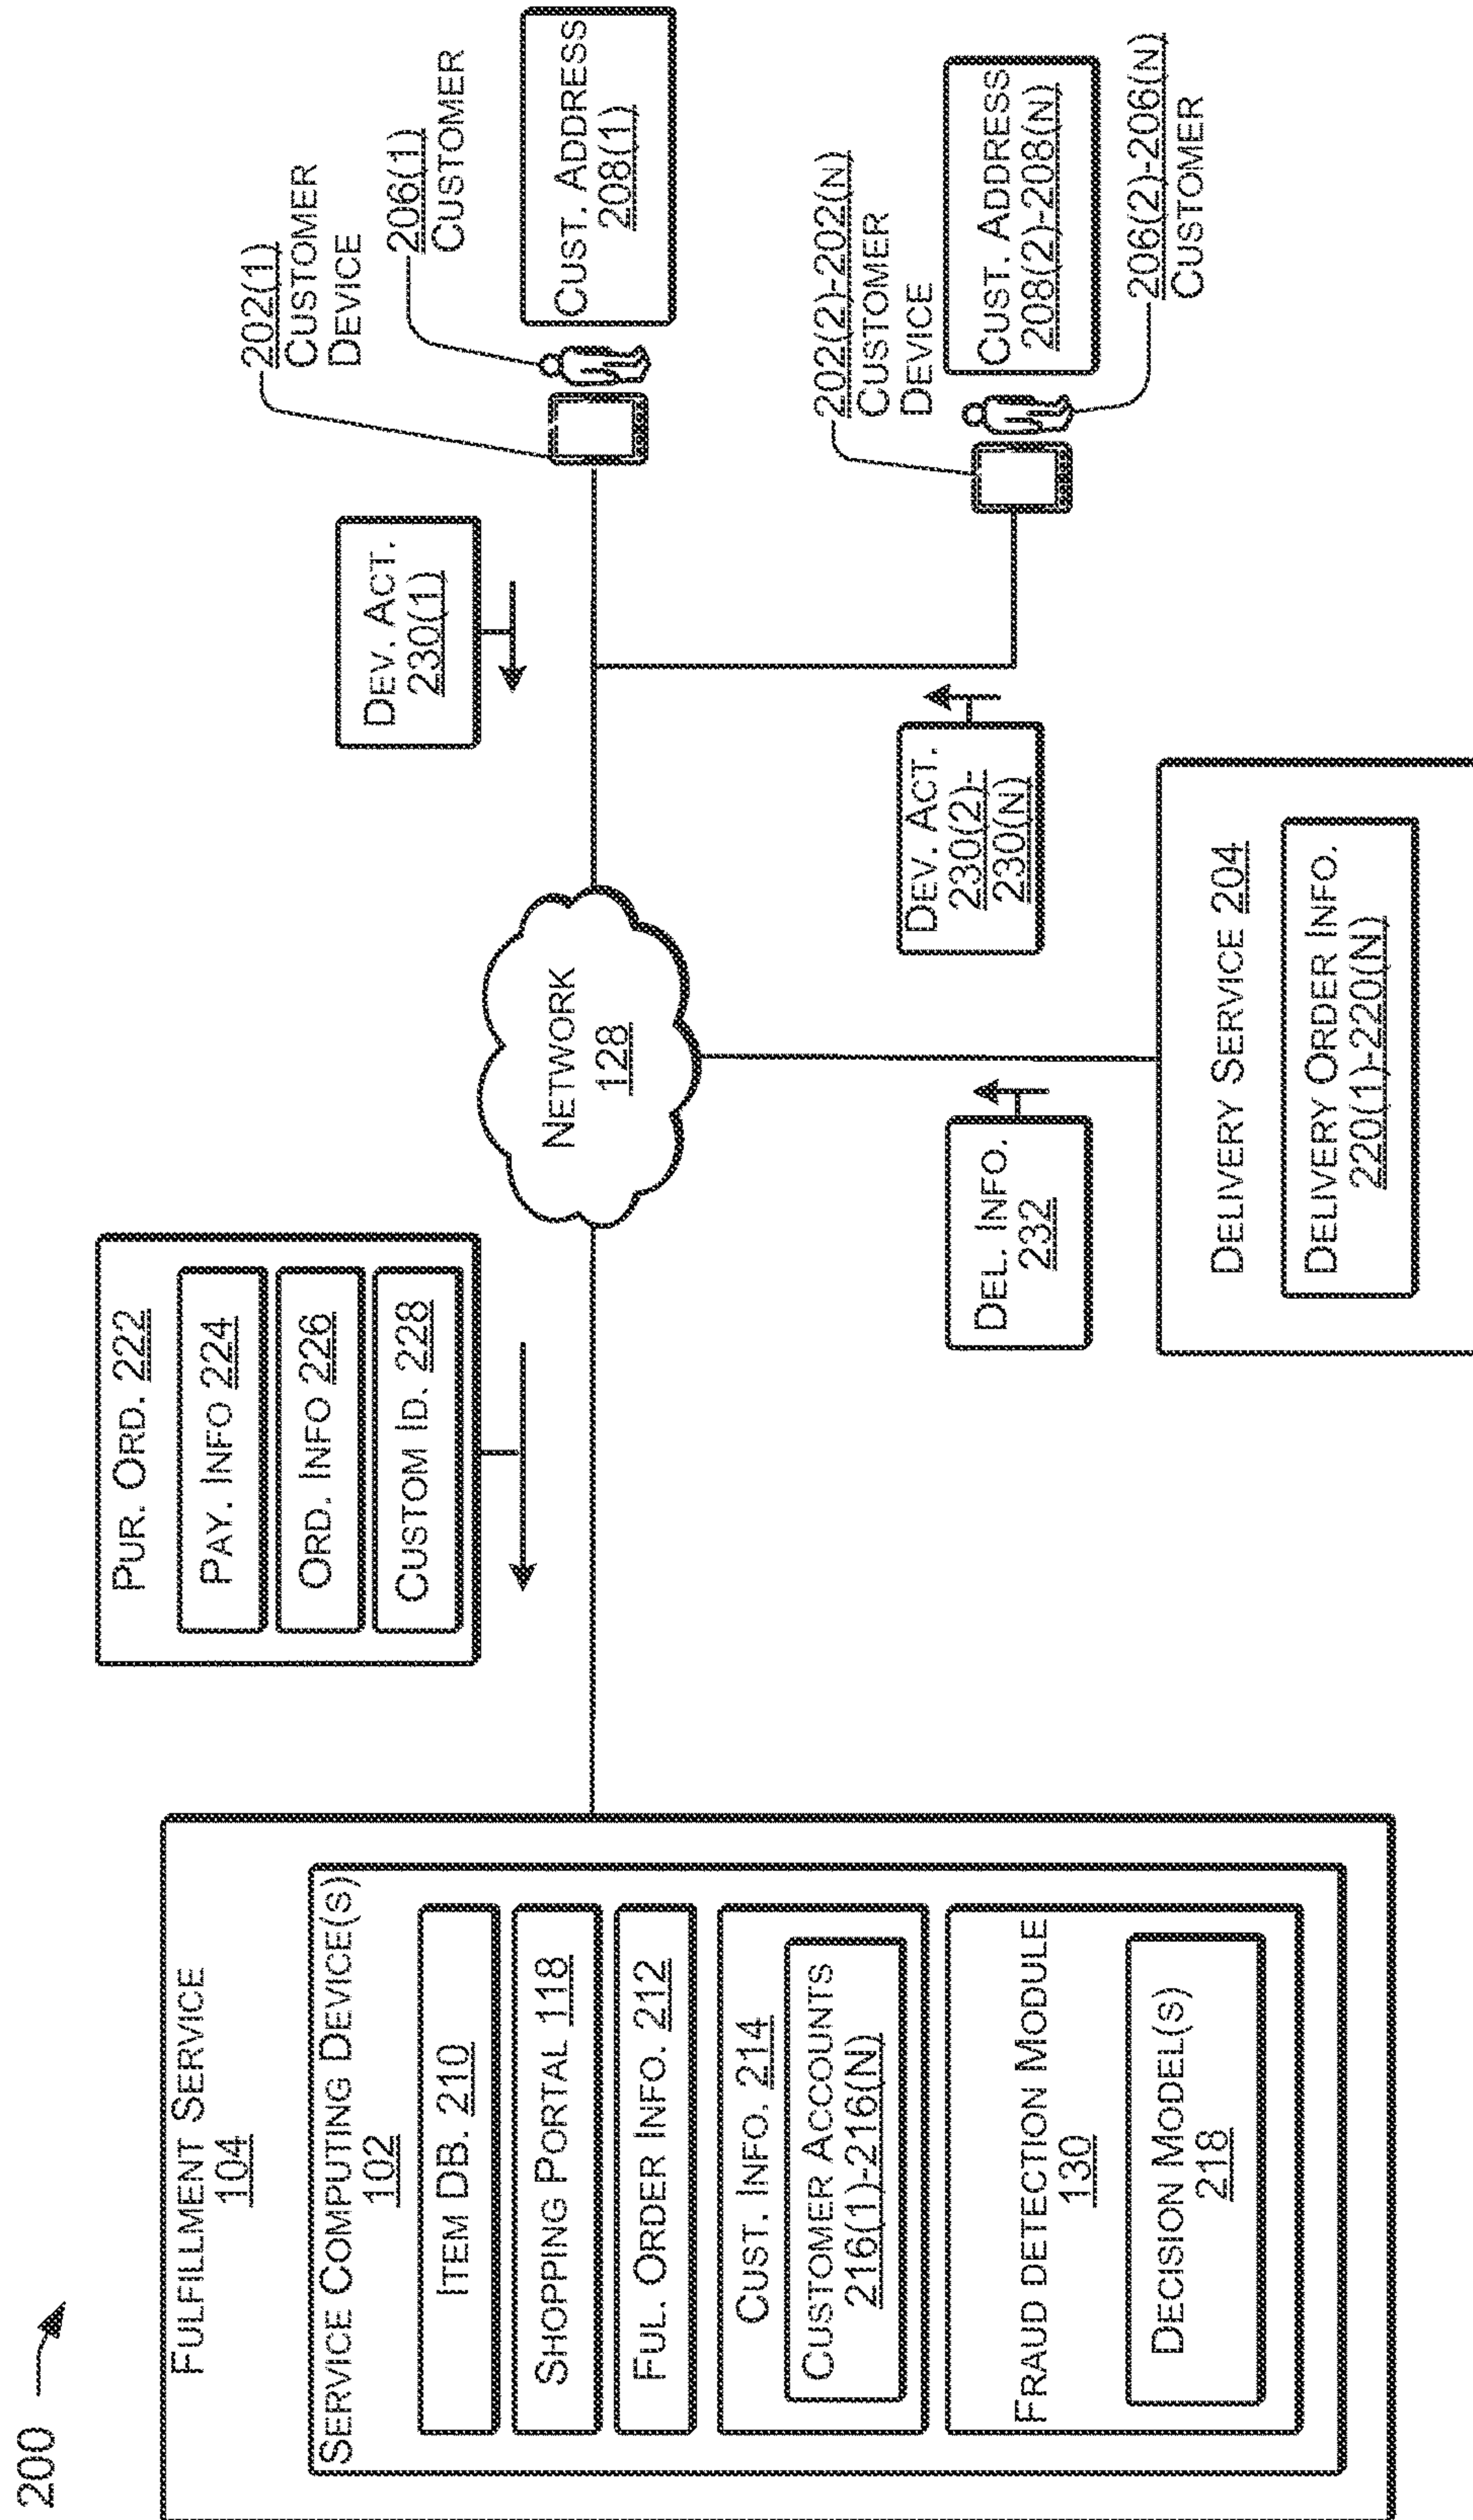 200
FULFILLMENT SERVICE
104
SERVICE COMPUTING DEVICE(S)
102
ITEM DB. 210
SHOPPING PORTAL 118
FUL. ORDER INFO. 212
CUST. INFO. 214
CUSTOMER ACCOUNTS
216(1)-216(N)
FRAUD DETECTION MODULE
130
DECISION MODEL(S)
218
PUR. ORD. 222
PAY. INFO 224
ORD. INFO 226
CUSTOM ID. 228
NETWORK
128
DEL. INFO.
232
DELIVERY SERVICE 204
DELIVERY ORDER INFO.
220(1)-220(N)
DEV. ACT.
230(1)
DEV. ACT.
230(2)-
230(N)
202(1)
CUSTOMER
DEVICE
206(1)
CUSTOMER
CUST. ADDRESS
208(1)
202(2)-202(N)
CUSTOMER
DEVICE
CUST. ADDRESS
208(2)-208(N)
206(2)-206(N)
CUSTOMER